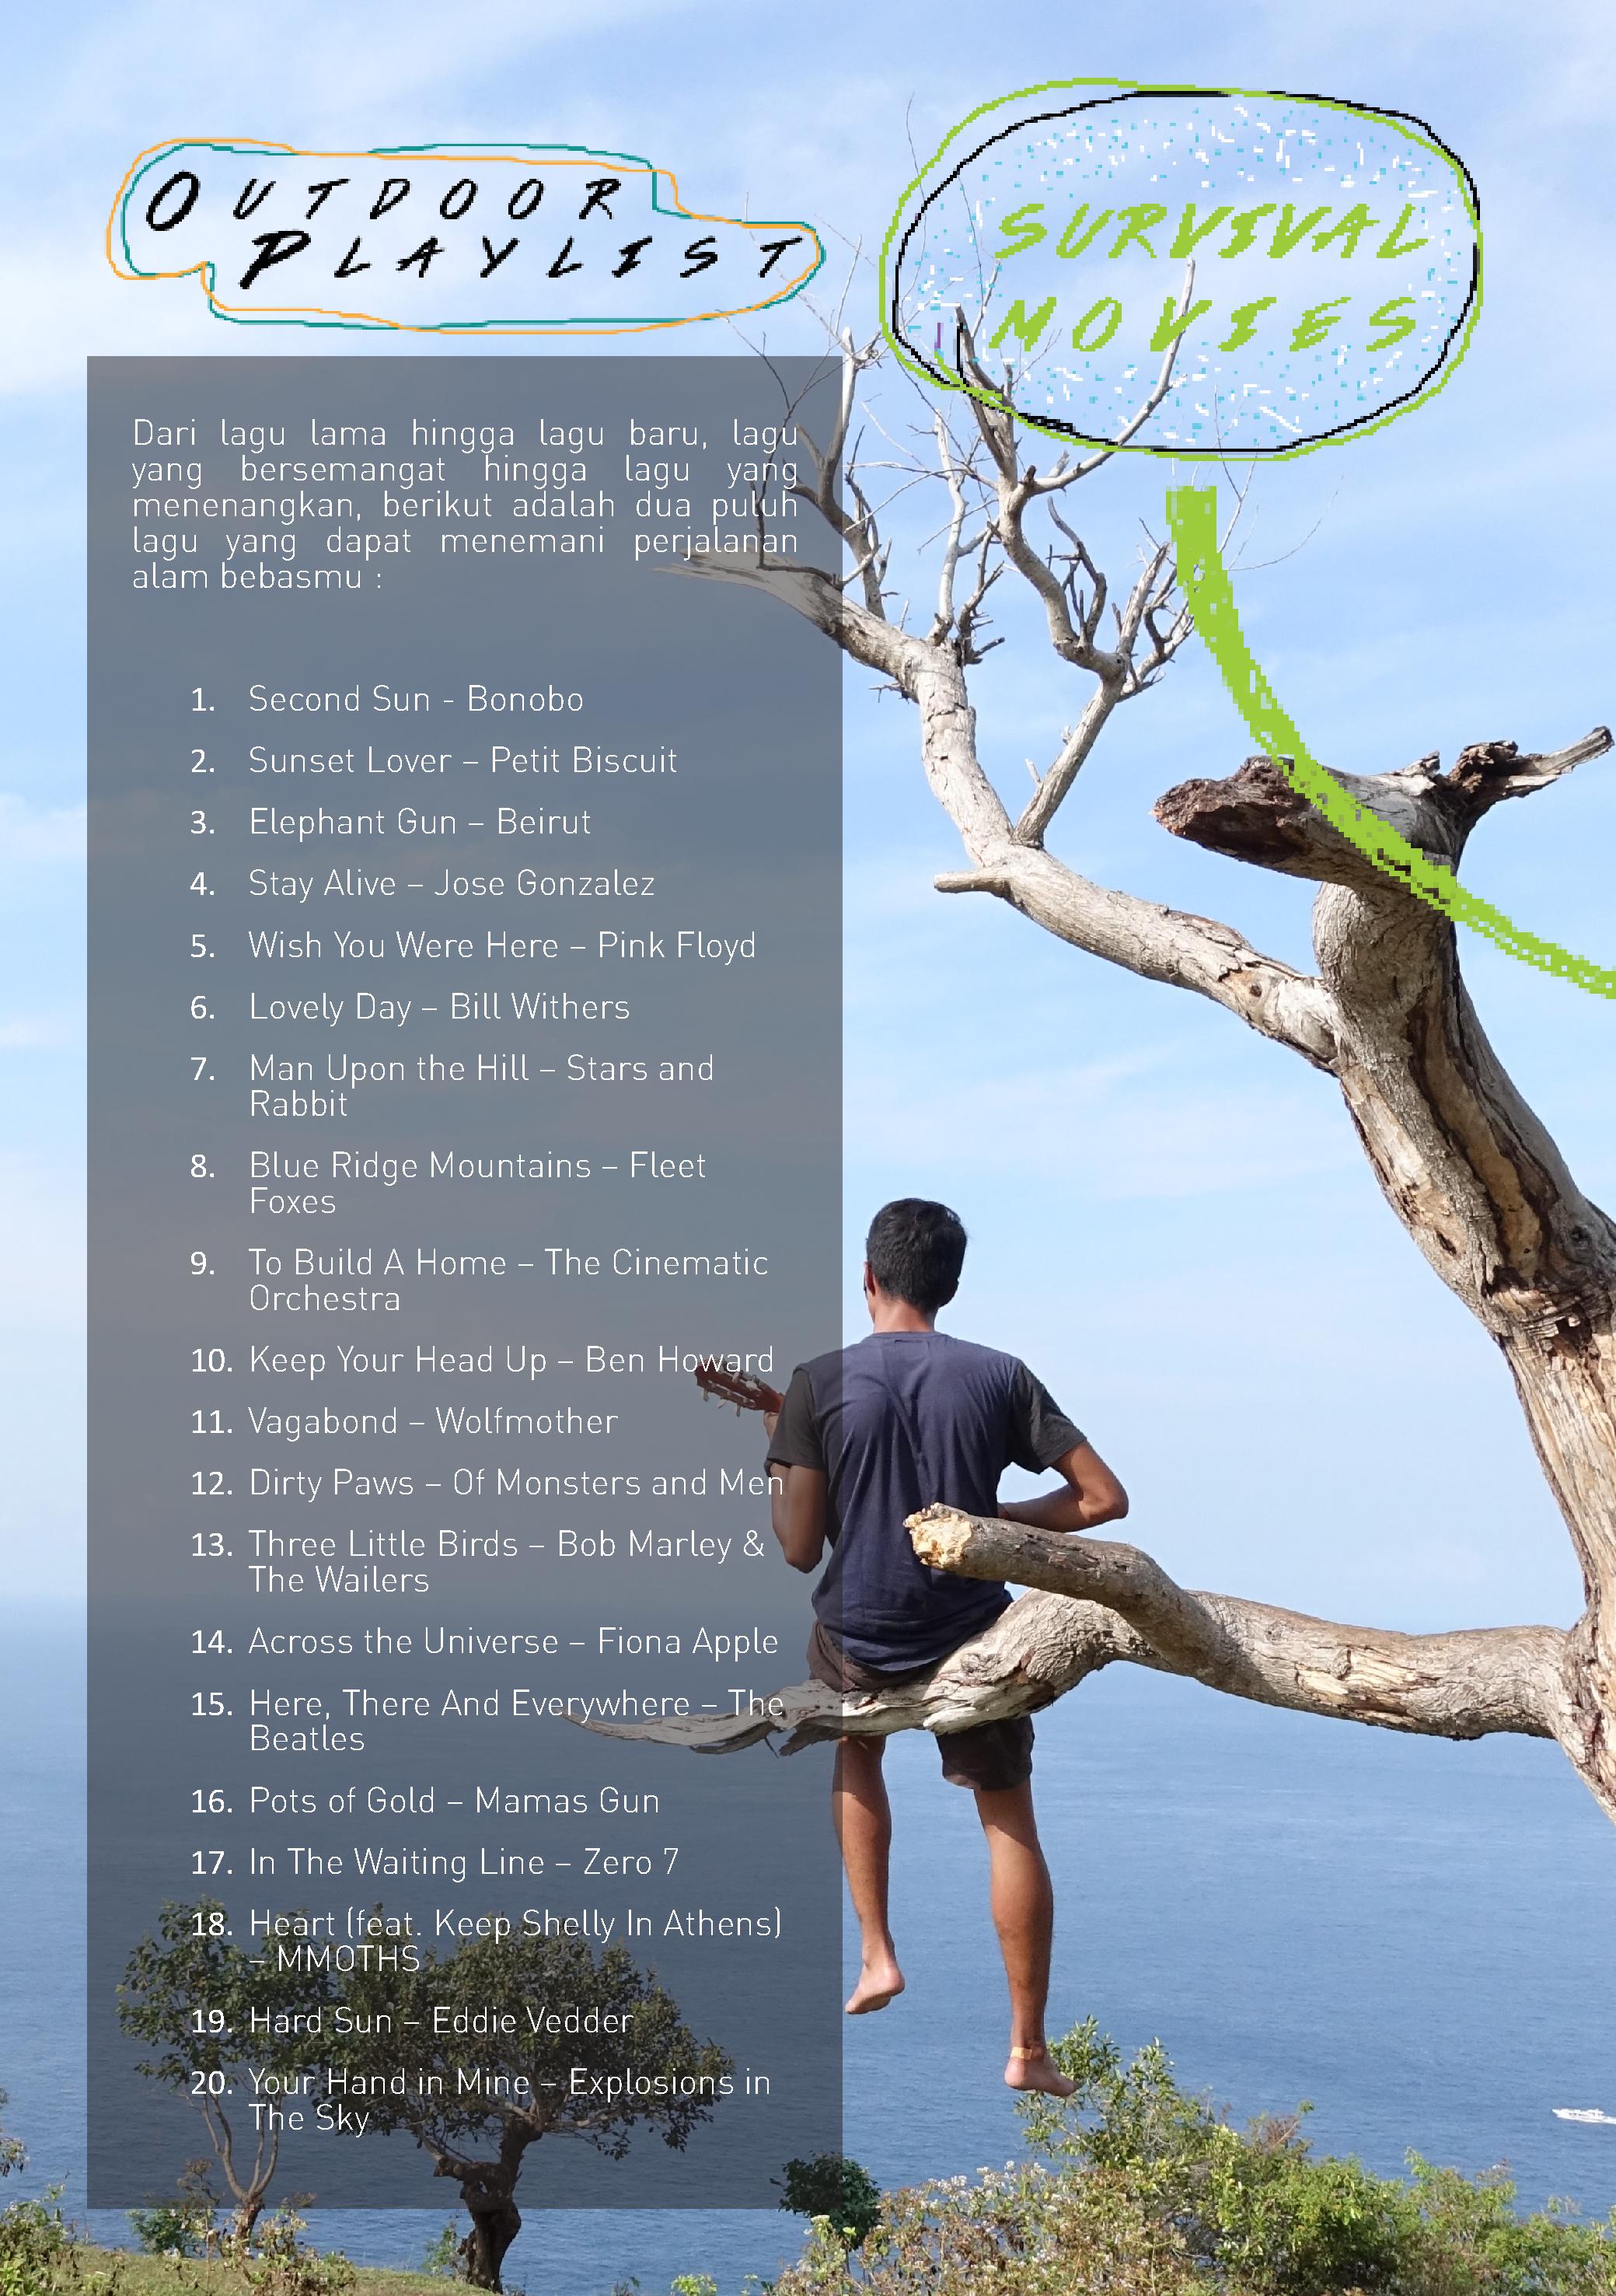 OUTDOOR
PLAYLIST
SURVIVAL
MOVIES
Dari lagu lama hingga lagu baru, lagu
yang bersemangat hingga lagu yang
menenangkan, berikut adalah dua puluh
lagu yang dapat menemani perjalanan
alam bebasmu :
1. Second Sun - Bonobo
2. Sunset Lover – Petit Biscuit
3. Elephant Gun – Beirut
4. Stay Alive – Jose Gonzalez
5. Wish You Were Here – Pink Floyd
6. Lovely Day – Bill Withers
7. Man Upon the Hill – Stars and
Rabbit
8. Blue Ridge Mountains – Fleet
Foxes
9. To Build A Home – The Cinematic
Orchestra
10. Keep Your Head Up – Ben Howard
11. Vagabond – Wolfmother
12. Dirty Paws – Of Monsters and Men
13. Three Little Birds – Bob Marley &
The Wailers
14. Across the Universe – Fiona Apple
15. Here, There And Everywhere – The
Beatles
16. Pots of Gold – Mamas Gun
17. In The Waiting Line – Zero 7
18. Heart (feat. Keep Shelly In Athens)
– MMOTHS
19. Hard Sun – Eddie Vedder
20. Your Hand in Mine – Explosions in
The Sky